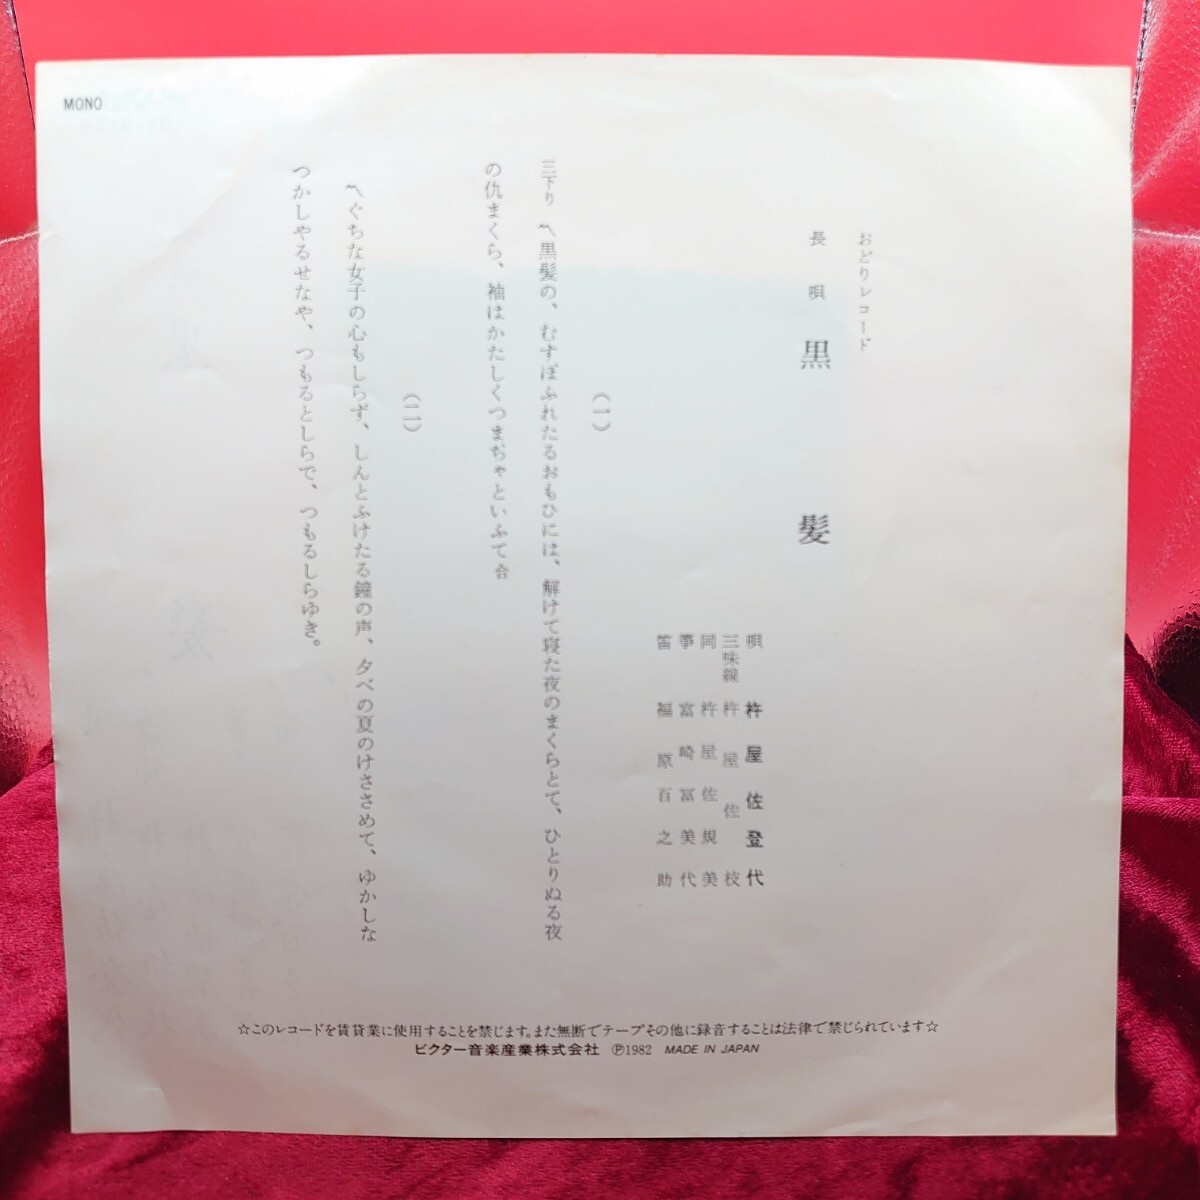 MONO
おどりレコード
長唄 黒髪
唄 杵屋佐登代
三味線 杵屋佐枝
同 杵屋佐規美
箏 富崎冨美代
笛 福原百之助
(一)
三下り 〽黒髪の、むすぼふれたるおもひには、解けて寝た夜のまくらとて、ひとりぬる夜
の仇まくら、袖はかたしくつまぢゃといふて合
(二)
〽ぐちな女子の心もしらず、しんとふけたる鐘の声、夕べの夏のけささめて、ゆかしな
つかしやるせなや、つもるとしらで、つもるしらゆき。
☆このレコードを賃貸業に使用することを禁じます。また無断でテープその他に録音することは法律で禁じられています☆
ビクター音楽産業株式会社 ℗1982 MADE IN JAPAN